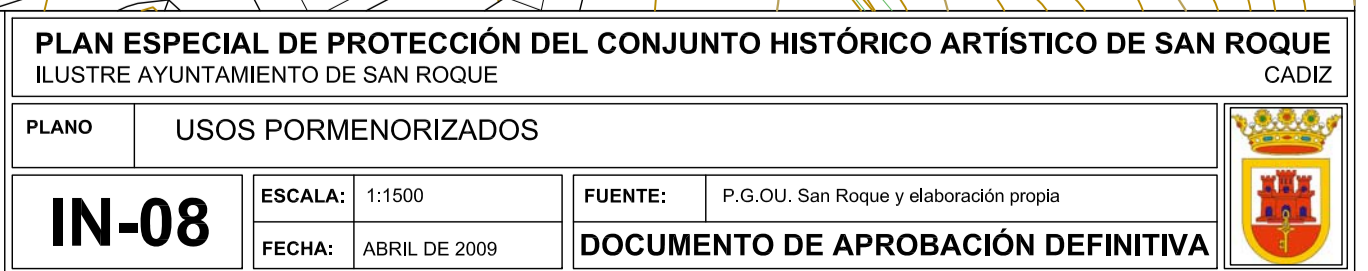 PLAN ESPECIAL DE PROTECCIÓN DEL CONJUNTO HISTÓRICO ARTÍSTICO DE SAN ROQUE
ILUSTRE AYUNTAMIENTO DE SAN ROQUE CADIZ
PLANO USOS PORMENORIZADOS
IN-08
ESCALA: 1:1500
FECHA: ABRIL DE 2009
FUENTE: P.G.OU. San Roque y elaboración propia
DOCUMENTO DE APROBACIÓN DEFINITIVA